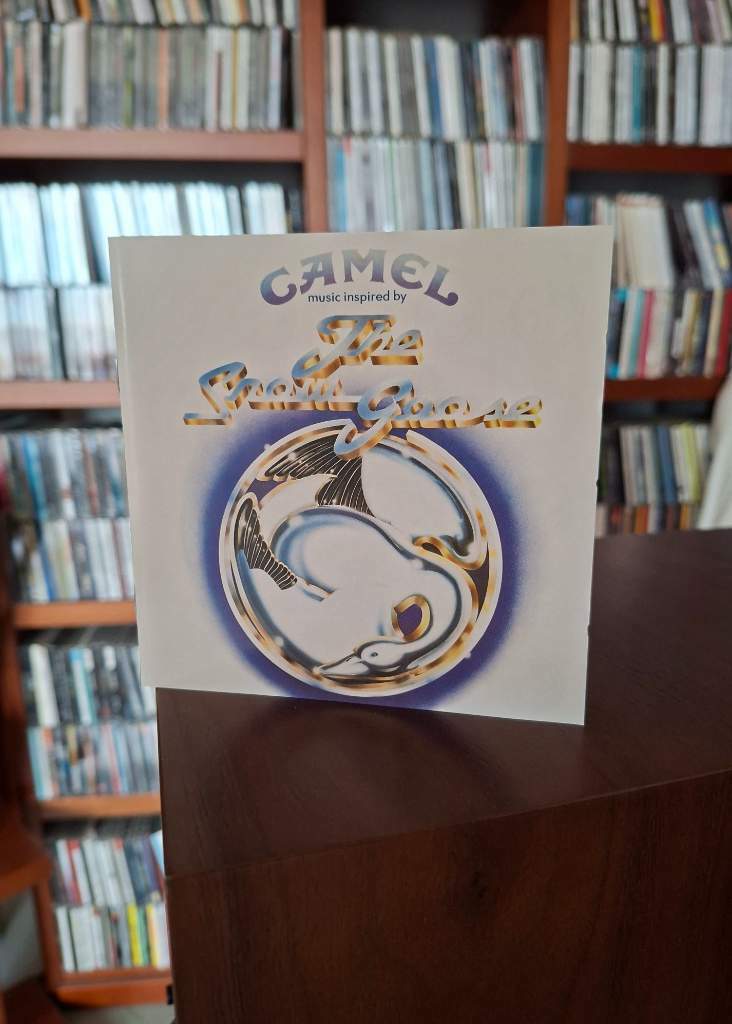 CAMEL
music inspired by
The
Snow Goose